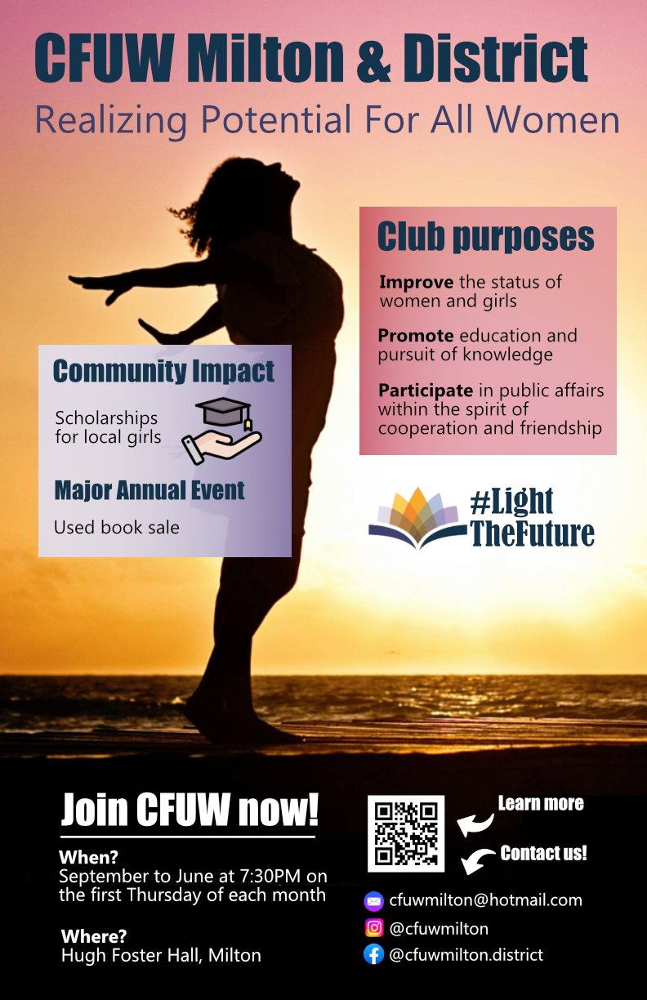 CFUW Milton & District
Realizing Potential For All Women
Club purposes
Improve the status of
women and girls
Promote education and
pursuit of knowledge
Participate in public affairs
within the spirit of
cooperation and friendship
Community Impact
Scholarships
for local girls
Major Annual Event
Used book sale
#Light
TheFuture
Join CFUW now!
When?
September to June at 7:30PM on
the first Thursday of each month
Where?
Hugh Foster Hall, Milton
Learn more
Contact us!
cfuwmilton@hotmail.com
@cfuwmilton
@cfuwmilton.district